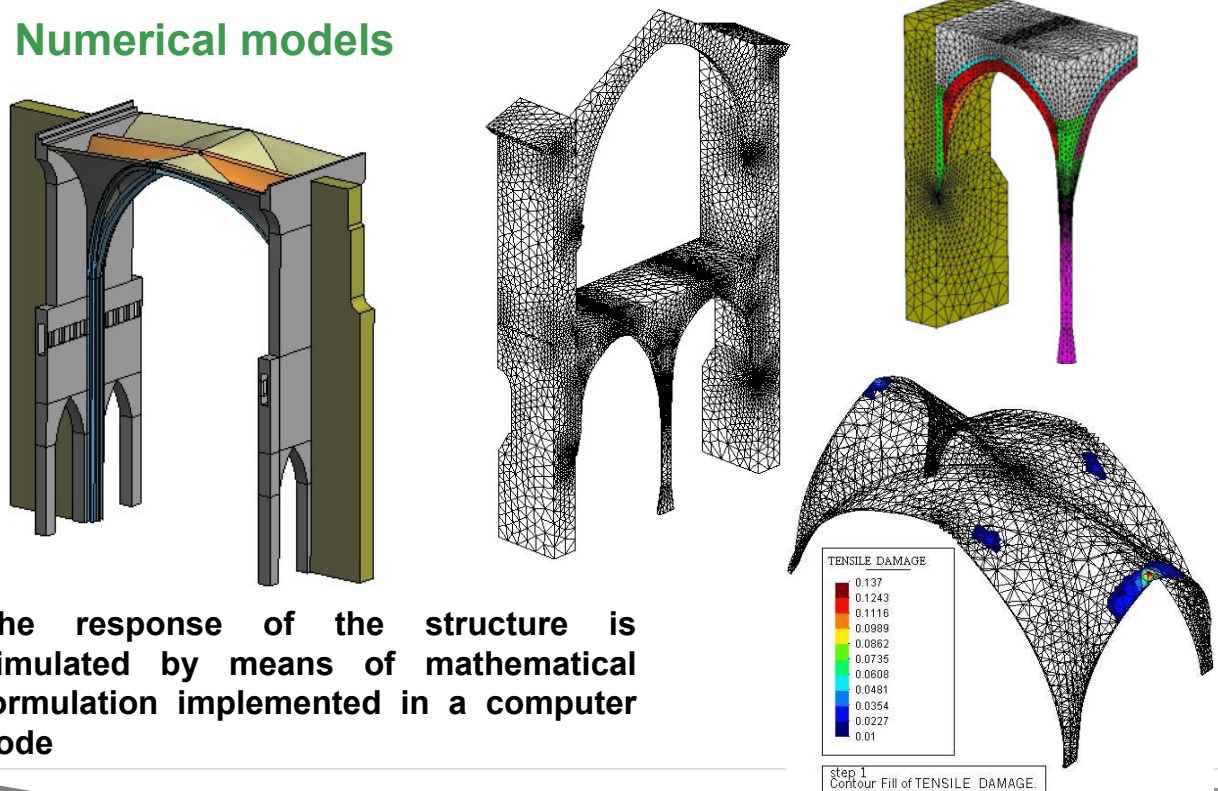 Numerical models
he response of the structure is
imulated by means of mathematical
ormulation implemented in a computer
ode
TENSILE DAMAGE
0.137
0.1243
0.1116
0.0989
0.0862
0.0735
0.0608
0.0481
0.0354
0.0227
0.01
step 1
Contour Fill of TENSILE DAMAGE.